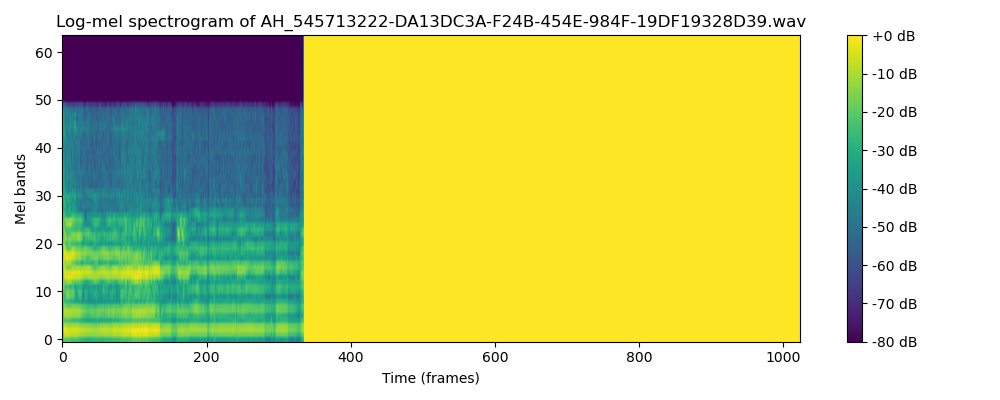 Log-mel spectrogram of AH_545713222-DA13DC3A-F24B-454E-984F-19DF19328D39.wav
60
50
40
30
20
10
0
Mel bands
0 200 400 600 800 1000
Time (frames)
+0 dB
-10 dB
-20 dB
-30 dB
-40 dB
-50 dB
-60 dB
-70 dB
-80 dB